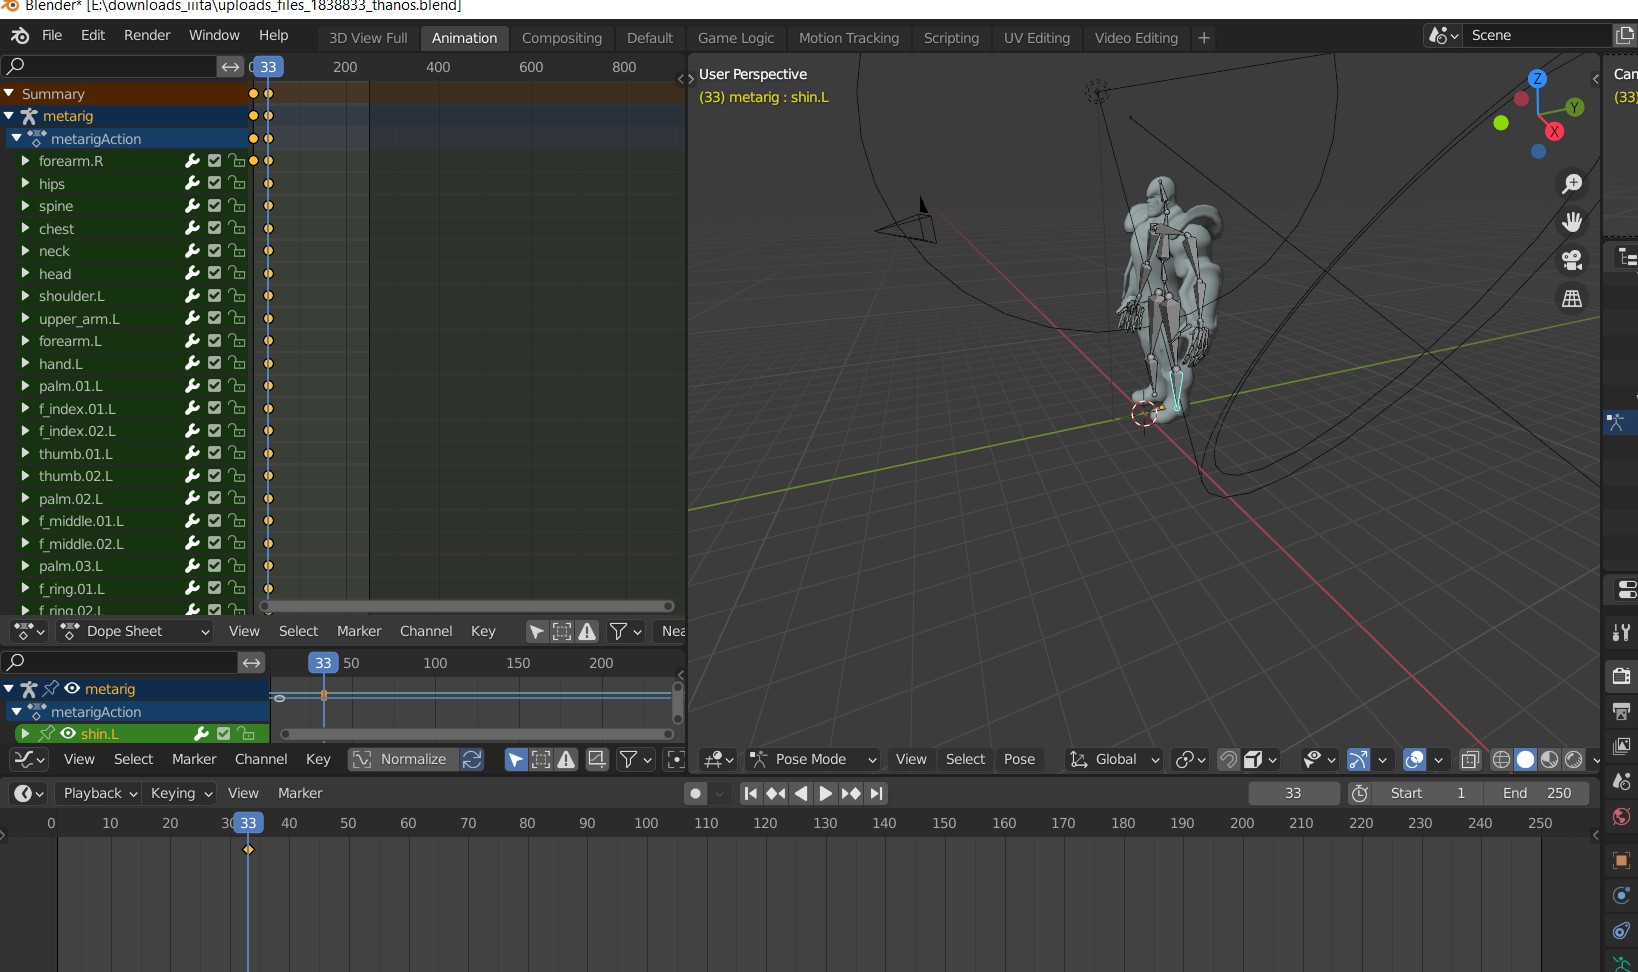 Blender* [E:\downloads_iiita\uploads_files_1838833_thanos.blend]
File Edit Render Window Help 3D View Full Animation Compositing Default Game Logic Motion Tracking Scripting UV Editing Video Editing + Scene
0 33 200 400 600 800
User Perspective
(33) metarig : shin.L
Z
Y
X
Can
(33)
Summary
metarig
metarigAction
forearm.R
hips
spine
chest
neck
head
shoulder.L
upper_arm.L
forearm.L
hand.L
palm.01.L
f_index.01.L
f_index.02.L
thumb.01.L
thumb.02.L
palm.02.L
f_middle.01.L
f_middle.02.L
palm.03.L
f_ring.01.L
f_ring.02.L
Dope Sheet View Select Marker Channel Key Nea
33 50 100 150 200
metarig
metarigAction
shin.L
View Select Marker Channel Key Normalize
Pose Mode View Select Pose Global
Playback Keying View Marker 33 Start 1 End 250
0 10 20 30 33 40 50 60 70 80 90 100 110 120 130 140 150 160 170 180 190 200 210 220 230 240 250